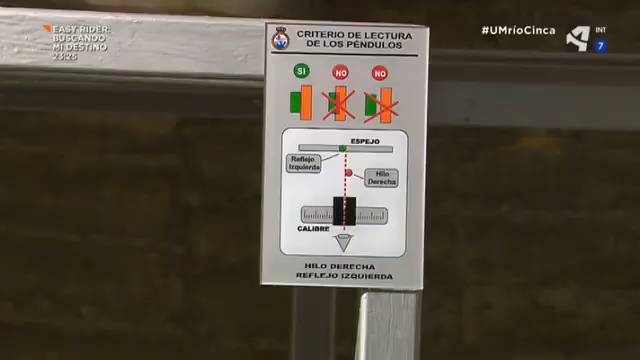 EASY RIDER:
BUSCANDO
MI DESTINO
23:25
#UMríoCinca
INT
7
CRITERIO DE LECTURA
DE LOS PÉNDULOS
SI
NO
NO
ESPEJO
Reflejo
Izquierda
Hilo
Derecha
CALIBRE
HILO DERECHA
REFLEJO IZQUIERDA